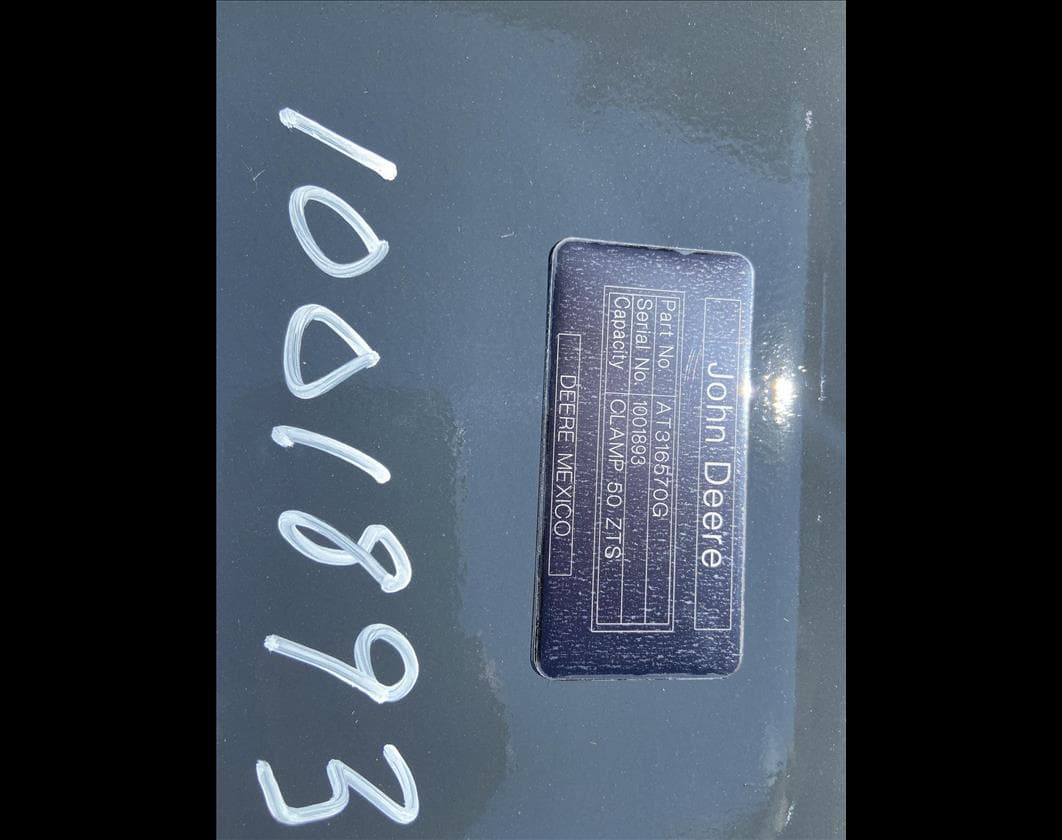 John Deere
Part No. AT316570G
Serial No. 1001893
Capacity CLAMP 50 ZTS
DEERE MEXICO
1001893